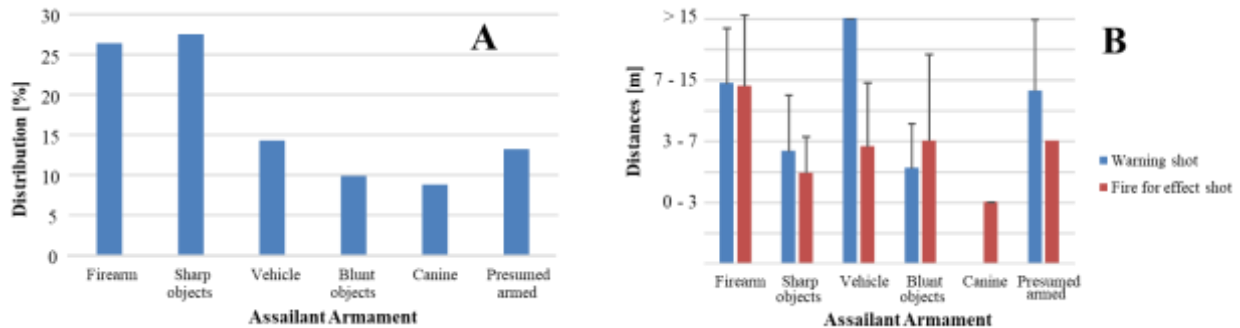 A
Distribution [%]
30
25
20
15
10
5
0
Firearm
Sharp
objects
Vehicle
Blunt
objects
Canine
Presumed
armed
Assailant Armament
B
Distances [m]
> 15
7 - 15
3 - 7
0 - 3
Firearm
Sharp
objects
Vehicle
Blunt
objects
Canine
Presumed
armed
Assailant Armament
Warning shot
Fire for effect shot